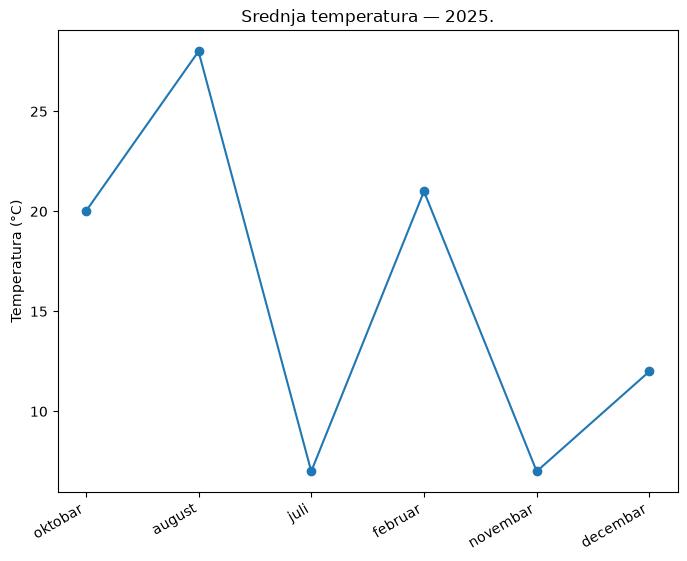 Srednja temperatura — 2025.
Temperatura (°C)
25
20
15
10
oktobar
august
juli
februar
novembar
decembar